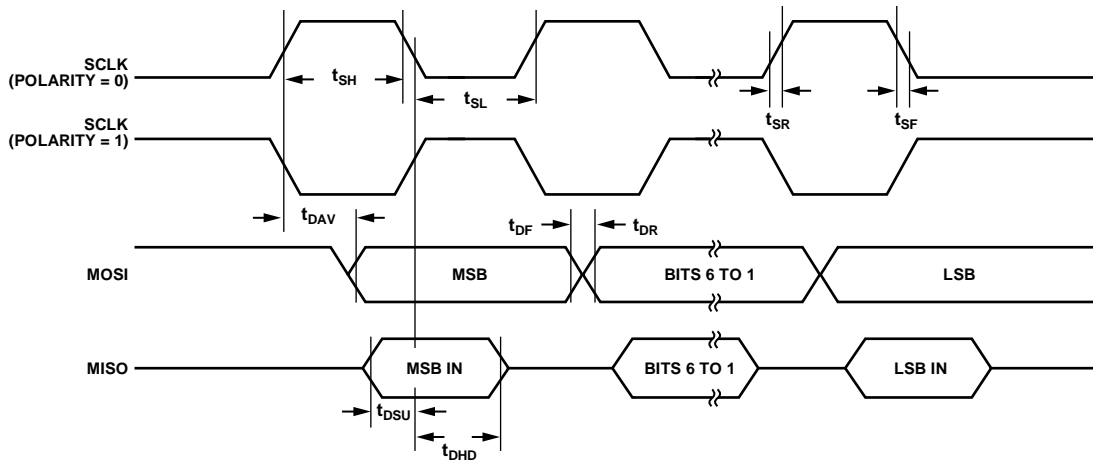 SCLK
(POLARITY = 0)
tSH
tSL
tSR
tSF
SCLK
(POLARITY = 1)
tDAV
tDF
tDR
MOSI
MSB
BITS 6 TO 1
LSB
MISO
MSB IN
BITS 6 TO 1
LSB IN
tDSU
tDHD